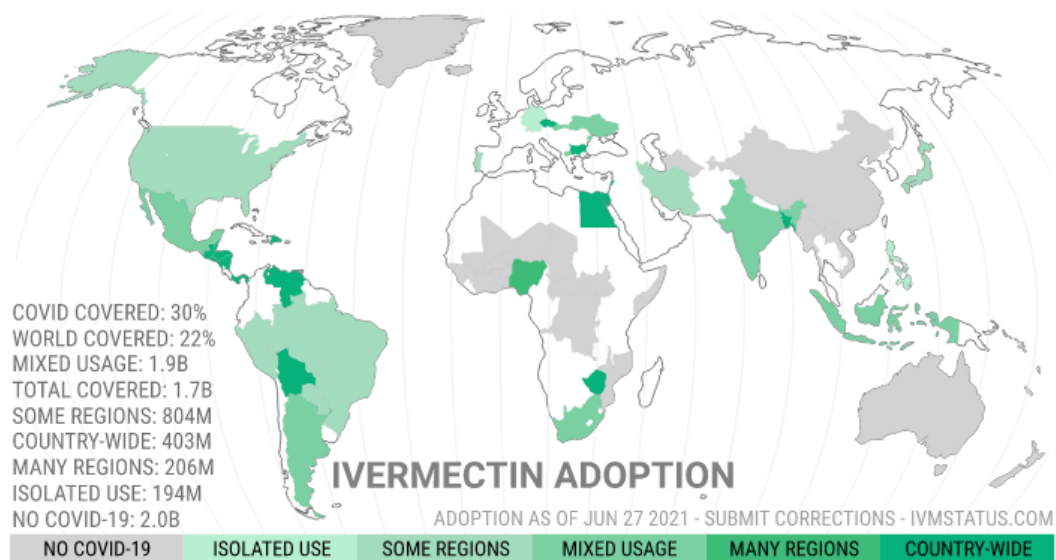 COVID COVERED: 30%
WORLD COVERED: 22%
MIXED USAGE: 1.9B
TOTAL COVERED: 1.7B
SOME REGIONS: 804M
COUNTRY-WIDE: 403M
MANY REGIONS: 206M
ISOLATED USE: 194M
NO COVID-19: 2.0B
IVERMECTIN ADOPTION
ADOPTION AS OF JUN 27 2021 - SUBMIT CORRECTIONS - IVMSTATUS.COM
NO COVID-19 ISOLATED USE SOME REGIONS MIXED USAGE MANY REGIONS COUNTRY-WIDE